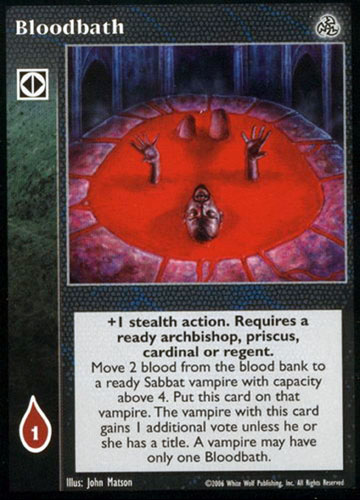 Bloodbath
+1 stealth action. Requires a
ready archbishop, priscus,
cardinal or regent.
Move 2 blood from the blood bank to
a ready Sabbat vampire with capacity
above 4. Put this card on that
vampire. The vampire with this card
gains 1 additional vote unless he or
she has a title. A vampire may have
only one Bloodbath.
1
Illus: John Matson
©2006 White Wolf Publishing, Inc. All Rights Reserved.